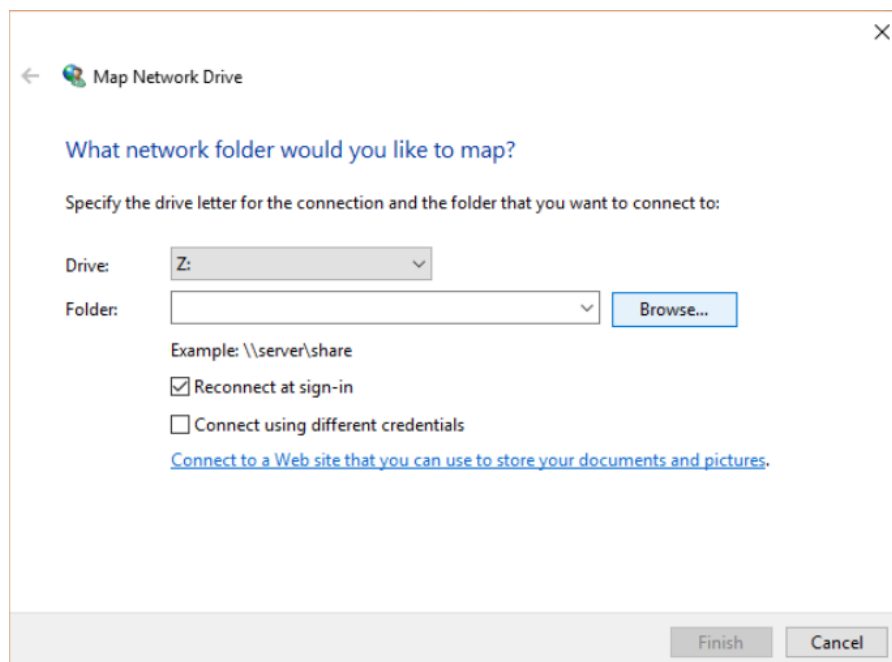 Map Network Drive
What network folder would you like to map?
Specify the drive letter for the connection and the folder that you want to connect to:
Drive: Z:
Folder: Browse...
Example: \\server\share
Reconnect at sign-in
Connect using different credentials
Connect to a Web site that you can use to store your documents and pictures.
Finish Cancel